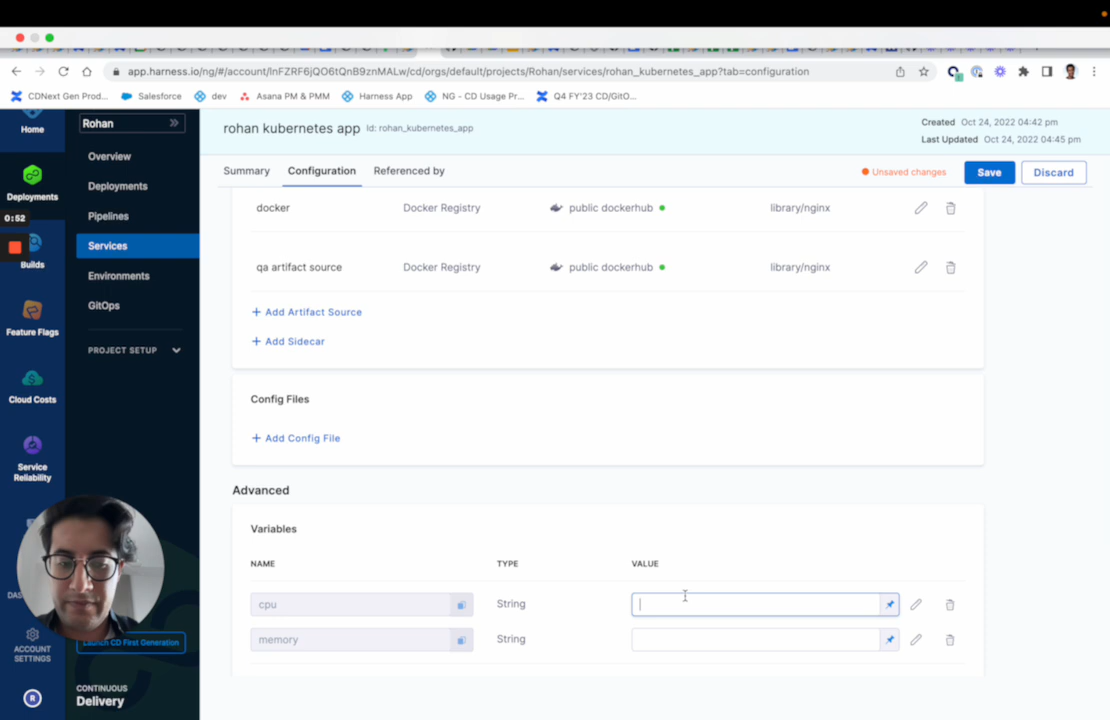 app.harness.io/ng/#/account/lnFZRF6jQO6tQnB9znMALw/cd/orgs/default/projects/Rohan/services/rohan_kubernetes_app?tab=configuration
CDNext Gen Prod... Salesforce dev Asana PM & PMM Harness App NG - CD Usage Pr... Q4 FY'23 CD/GitO...
Home
Deployments
0:52
Builds
Feature Flags
Cloud Costs
Service
Reliability
ACCOUNT
SETTINGS
R
Rohan
Overview
Deployments
Pipelines
Services
Environments
GitOps
PROJECT SETUP
Launch CD First Generation
CONTINUOUS
Delivery
rohan kubernetes app Id: rohan_kubernetes_app
Created Oct 24, 2022 04:42 pm
Last Updated Oct 24, 2022 04:45 pm
Summary Configuration Referenced by
Unsaved changes Save Discard
docker Docker Registry public dockerhub library/nginx
qa artifact source Docker Registry public dockerhub library/nginx
+ Add Artifact Source
+ Add Sidecar
Config Files
+ Add Config File
Advanced
Variables
NAME TYPE VALUE
cpu String
memory String